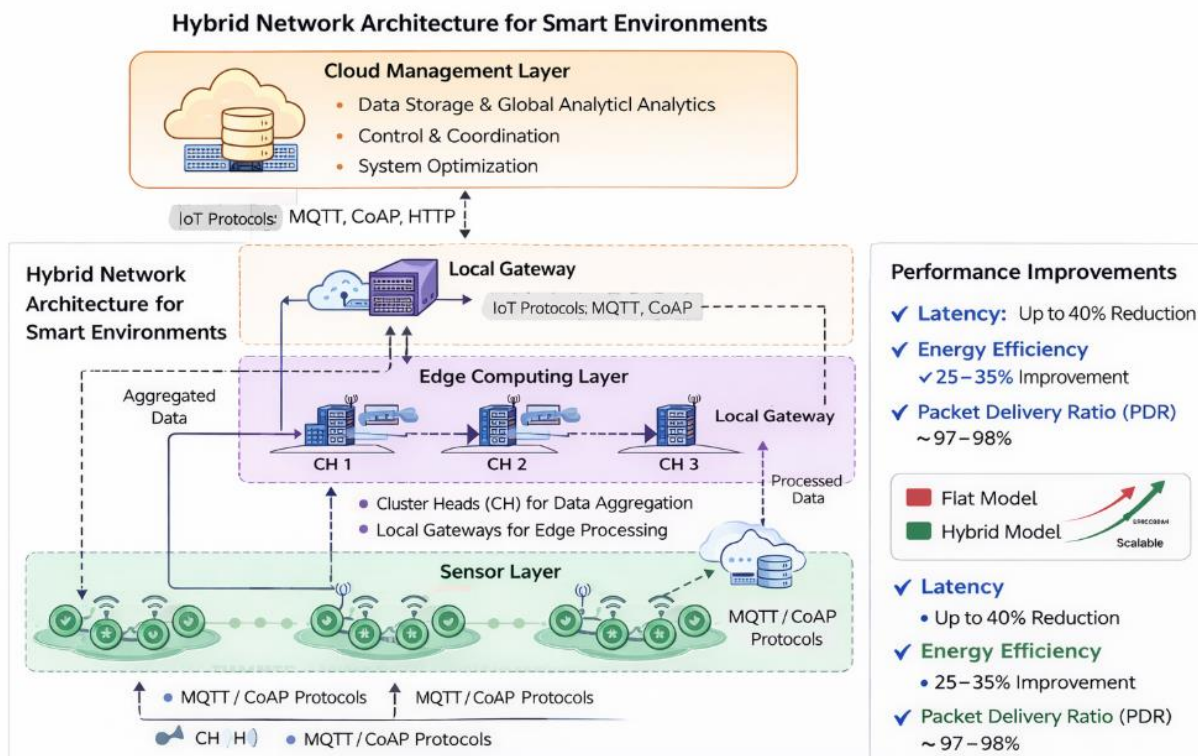 Hybrid Network Architecture for Smart Environments
Cloud Management Layer
• Data Storage & Global Analyticl Analytics
• Control & Coordination
• System Optimization
IoT Protocols: MQTT, CoAP, HTTP
Hybrid Network
Architecture for
Smart Environments
Local Gateway
IoT Protocols: MQTT, CoAP
Aggregated
Data
Edge Computing Layer
Local Gateway
CH 1
CH 2
CH 3
• Cluster Heads (CH) for Data Aggregation
• Local Gateways for Edge Processing
Processed
Data
Sensor Layer
MQTT / CoAP
Protocols
• MQTT / CoAP Protocols
MQTT / CoAP Protocols
CH
• MQTT / CoAP Protocols
Performance Improvements
✓ Latency: Up to 40% Reduction
✓ Energy Efficiency
✓ 25–35% Improvement
✓ Packet Delivery Ratio (PDR)
~ 97–98%
Flat Model
Hybrid Model
Scalable
✓ Latency
• Up to 40% Reduction
✓ Energy Efficiency
• 25–35% Improvement
✓ Packet Delivery Ratio (PDR)
~ 97–98%